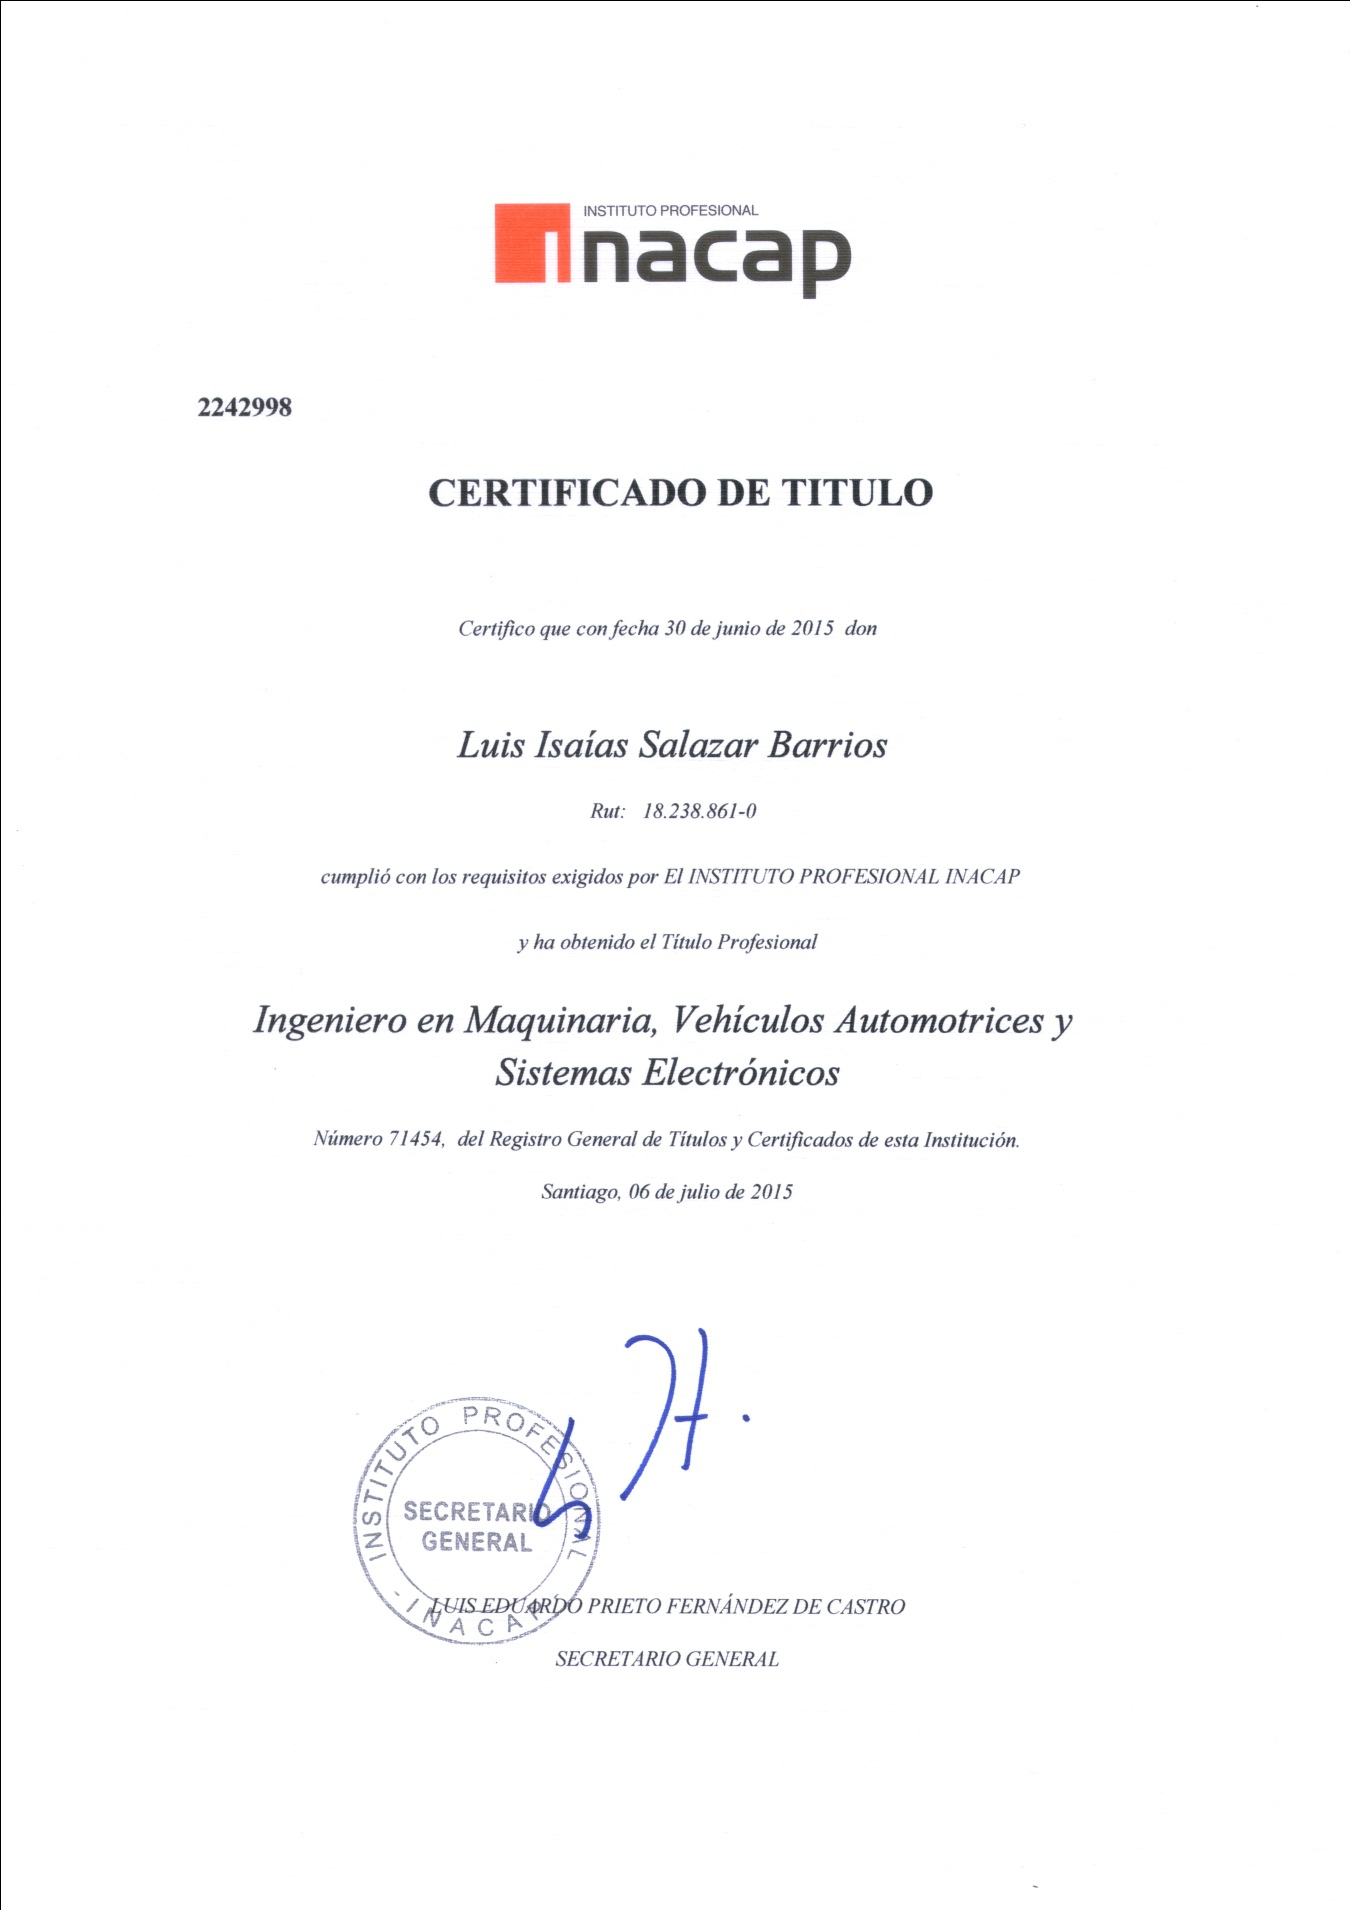 INSTITUTO PROFESIONAL
inacap
2242998
CERTIFICADO DE TITULO
Certifico que con fecha 30 de junio de 2015 don
Luis Isaías Salazar Barrios
Rut: 18.238.861-0
cumplió con los requisitos exigidos por El INSTITUTO PROFESIONAL INACAP
y ha obtenido el Título Profesional
Ingeniero en Maquinaria, Vehículos Automotrices y
Sistemas Electrónicos
Número 71454, del Registro General de Títulos y Certificados de esta Institución.
Santiago, 06 de julio de 2015
INSTITUTO PROFESIONAL
SECRETARIO
GENERAL
- INACAP
LUIS EDUARDO PRIETO FERNÁNDEZ DE CASTRO
SECRETARIO GENERAL